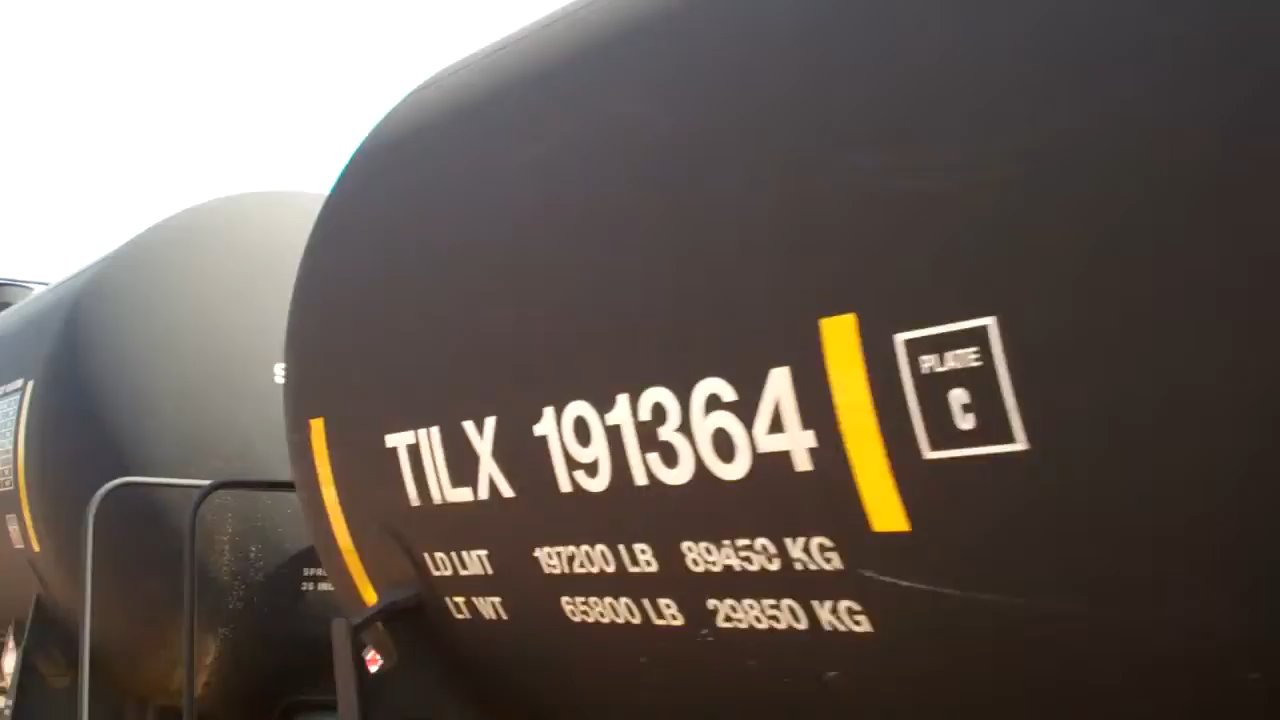 TILX 191364
PLATE
C
LD LMT 197200 LB 89450 KG
LT WT 65800 LB 29850 KG